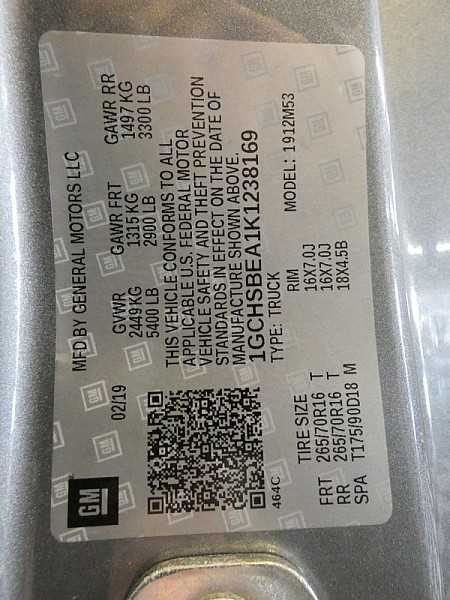 GM
MFD BY GENERAL MOTORS LLC
02/19
GVWR GAWR FRT GAWR RR
2449 KG 1315 KG 1497 KG
5400 LB 2900 LB 3300 LB
THIS VEHICLE CONFORMS TO ALL
APPLICABLE U.S. FEDERAL MOTOR
VEHICLE SAFETY AND THEFT PREVENTION
STANDARDS IN EFFECT ON THE DATE OF
MANUFACTURE SHOWN ABOVE.
1GCHSBEA1K1238169
TYPE: TRUCK MODEL: 1912M53
464C
TIRE SIZE RIM
FRT 265/70R16 T 16X7.0J
RR 265/70R16 T 16X7.0J
SPA T175/90D18 M 18X4.5B